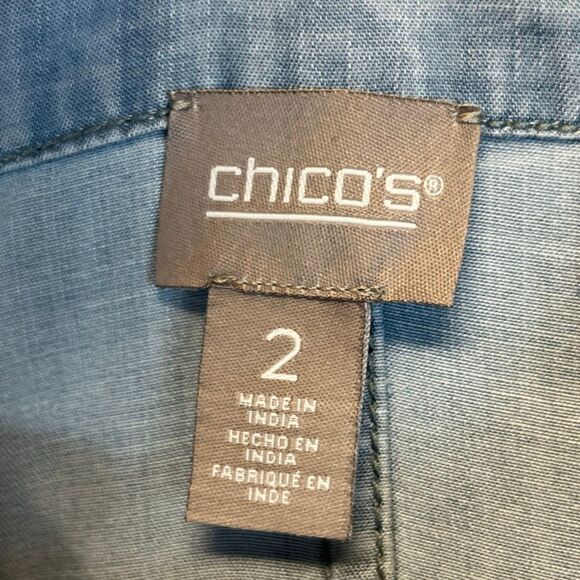 chico's®
2
MADE IN
INDIA
HECHO EN
INDIA
FABRIQUÉ EN
INDE